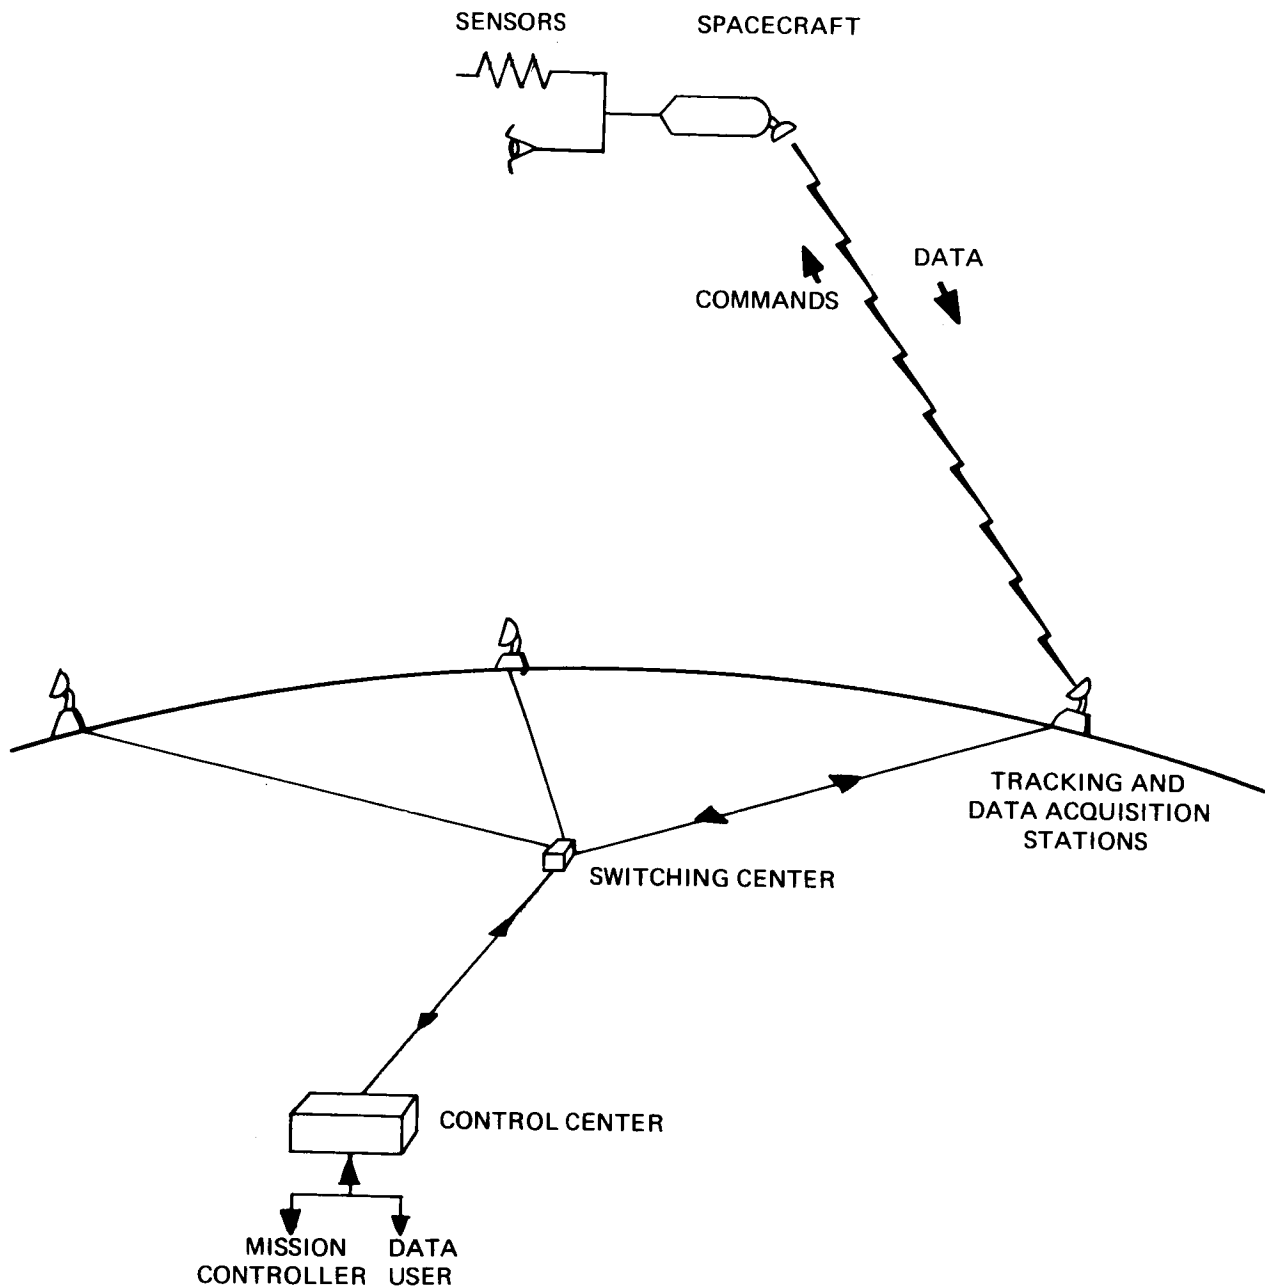 SENSORS
SPACECRAFT
DATA
COMMANDS
TRACKING AND
DATA ACQUISITION
STATIONS
SWITCHING CENTER
CONTROL CENTER
MISSION
CONTROLLER
DATA
USER